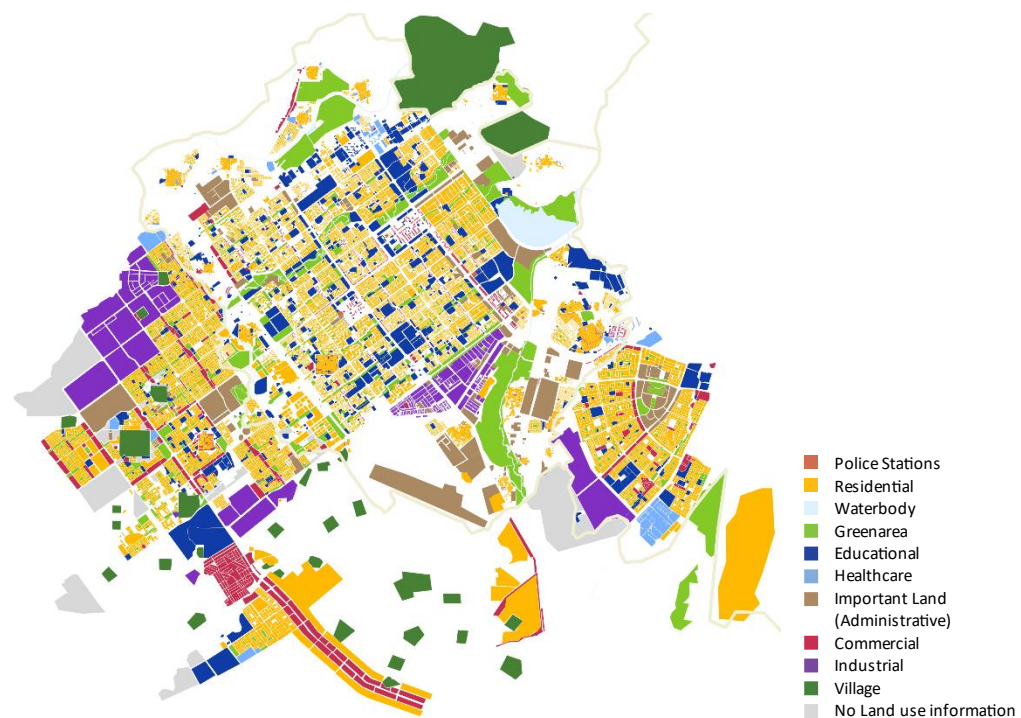 Police Stations
Residential
Waterbody
Greenarea
Educational
Healthcare
Important Land
(Administrative)
Commercial
Industrial
Village
No Land use information